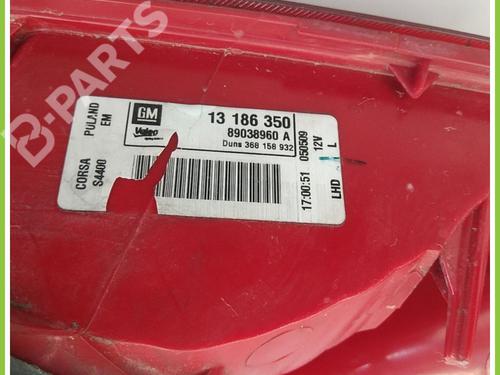 B-PARTS
GM
Valeo
13 186 350
89038960 A
Duns 368 158 932
POLAND
EM
CORSA
S4400
050509
12V
L
17:00:51
LHD